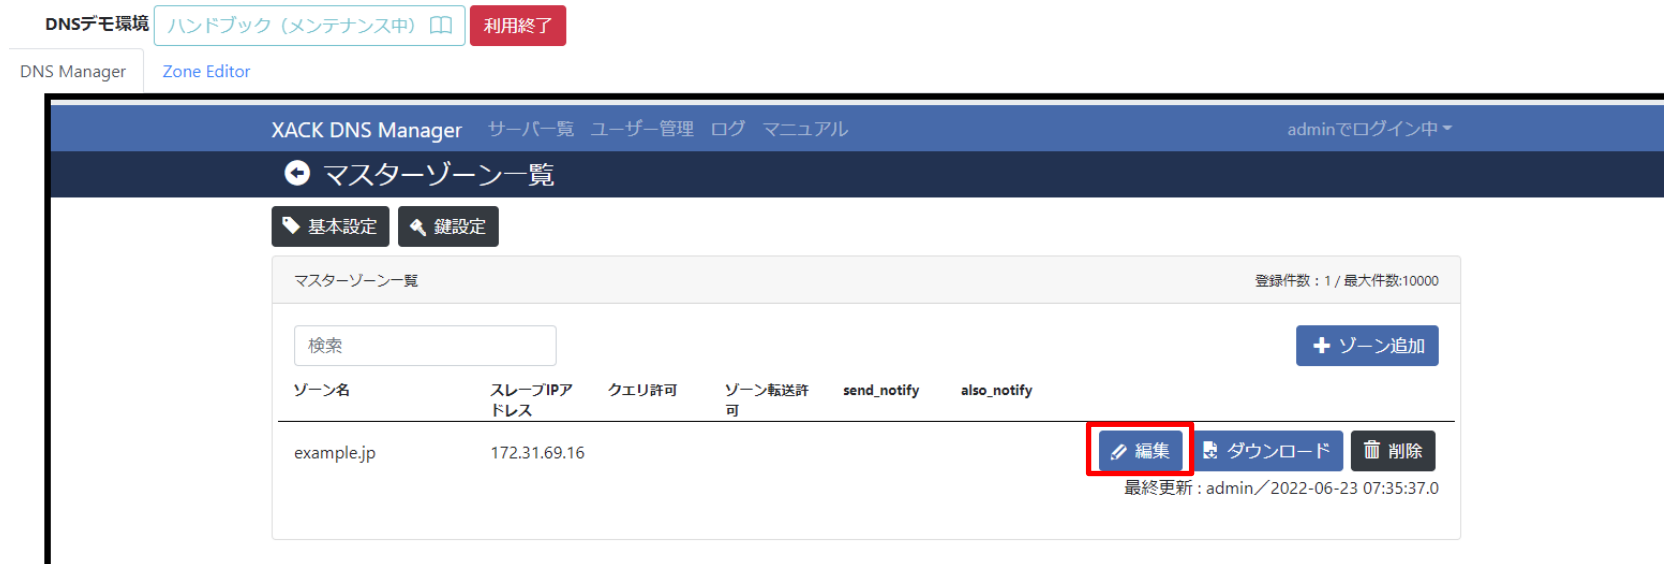 DNSデモ環境 ハンドブック（メンテナンス中） 利用終了
DNS Manager Zone Editor
XACK DNS Manager サーバ一覧 ユーザー管理 ログ マニュアル adminでログイン中
マスターゾーン一覧
基本設定 鍵設定
マスターゾーン一覧 登録件数：1 / 最大件数:10000
検索 ゾーン追加
ゾーン名 スレーブIPア クエリ許可 ゾーン転送許 send_notify also_notify
ドレス 可
example.jp 172.31.69.16 編集 ダウンロード 削除
最終更新 : admin／2022-06-23 07:35:37.0